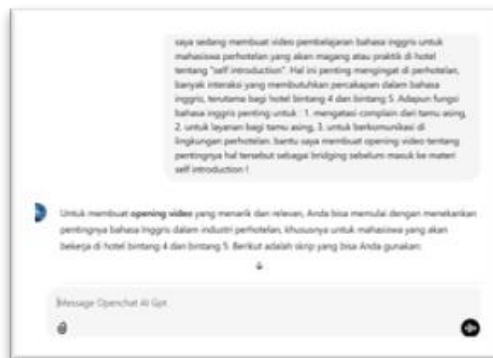 saya sedang membuat video pembelajaran bahasa inggris untuk
mahasiswa perhotelan yang akan magang atau praktik di hotel
tentang "self introduction". Hal ini penting mengingat di perhotelan,
banyak interaksi yang membutuhkan percakapan dalam bahasa
inggris, terutama bagi hotel bintang 4 dan bintang 5. Adapun fungsi
bahasa inggris penting untuk : 1. mengatasi complain dari tamu asing,
2. untuk layanan bagi tamu asing, 3. untuk berkomunikasi di
lingkungan perhotelan. bantu saya membuat opening video tentang
pentingnya hal tersebut sebagai bridging sebelum masuk ke materi
self introduction !
Untuk membuat opening video yang menarik dan relevan, Anda bisa memulai dengan menekankan
pentingnya bahasa Inggris dalam industri perhotelan, khususnya untuk mahasiswa yang akan
bekerja di hotel bintang 4 dan bintang 5. Berikut adalah skrip yang bisa Anda gunakan:
Message Openchat AI Gpt